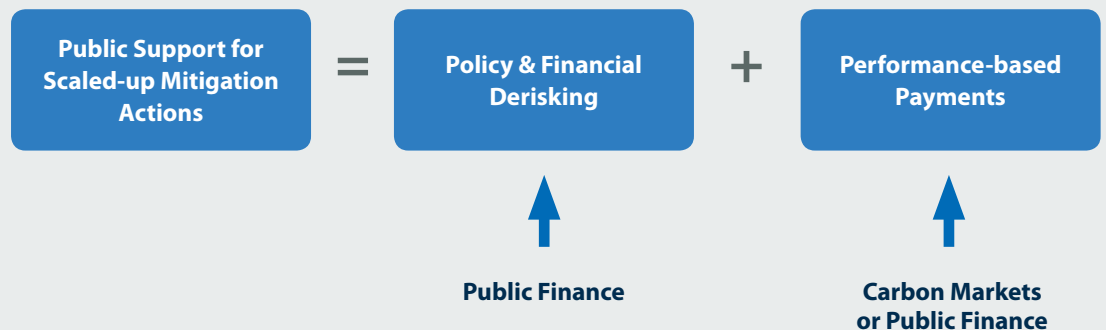 Public Support for
Scaled-up Mitigation
Actions
=
Policy & Financial
Derisking
+
Performance-based
Payments
Public Finance
Carbon Markets
or Public Finance